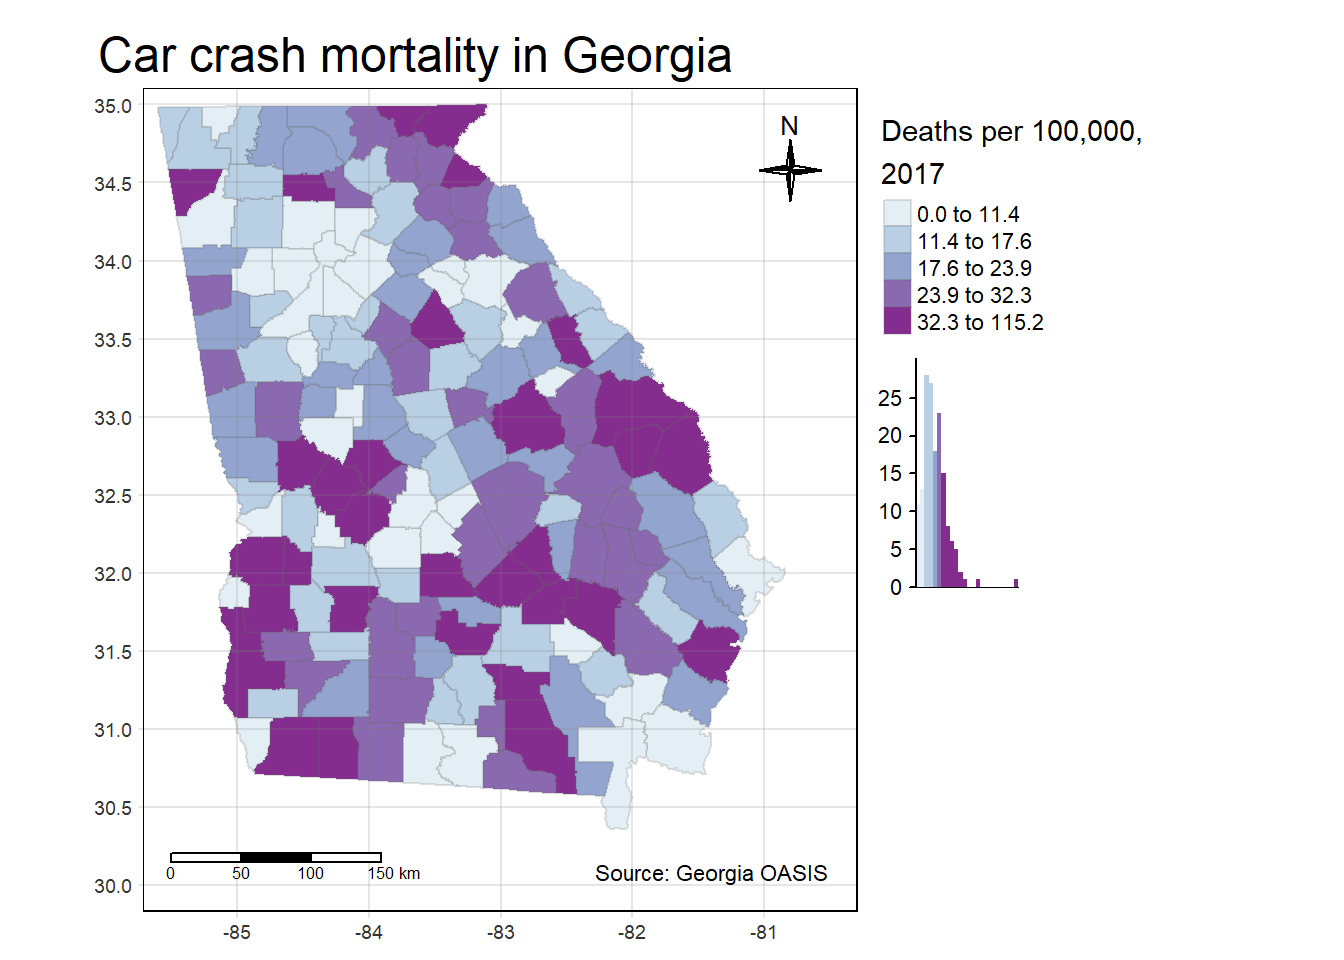 Car crash mortality in Georgia
35.0
34.5
34.0
33.5
33.0
32.5
32.0
31.5
31.0
30.5
30.0
-85
-84
-83
-82
-81
N
0
50
100
150 km
Source: Georgia OASIS
Deaths per 100,000,
2017
0.0 to 11.4
11.4 to 17.6
17.6 to 23.9
23.9 to 32.3
32.3 to 115.2
25
20
15
10
5
0